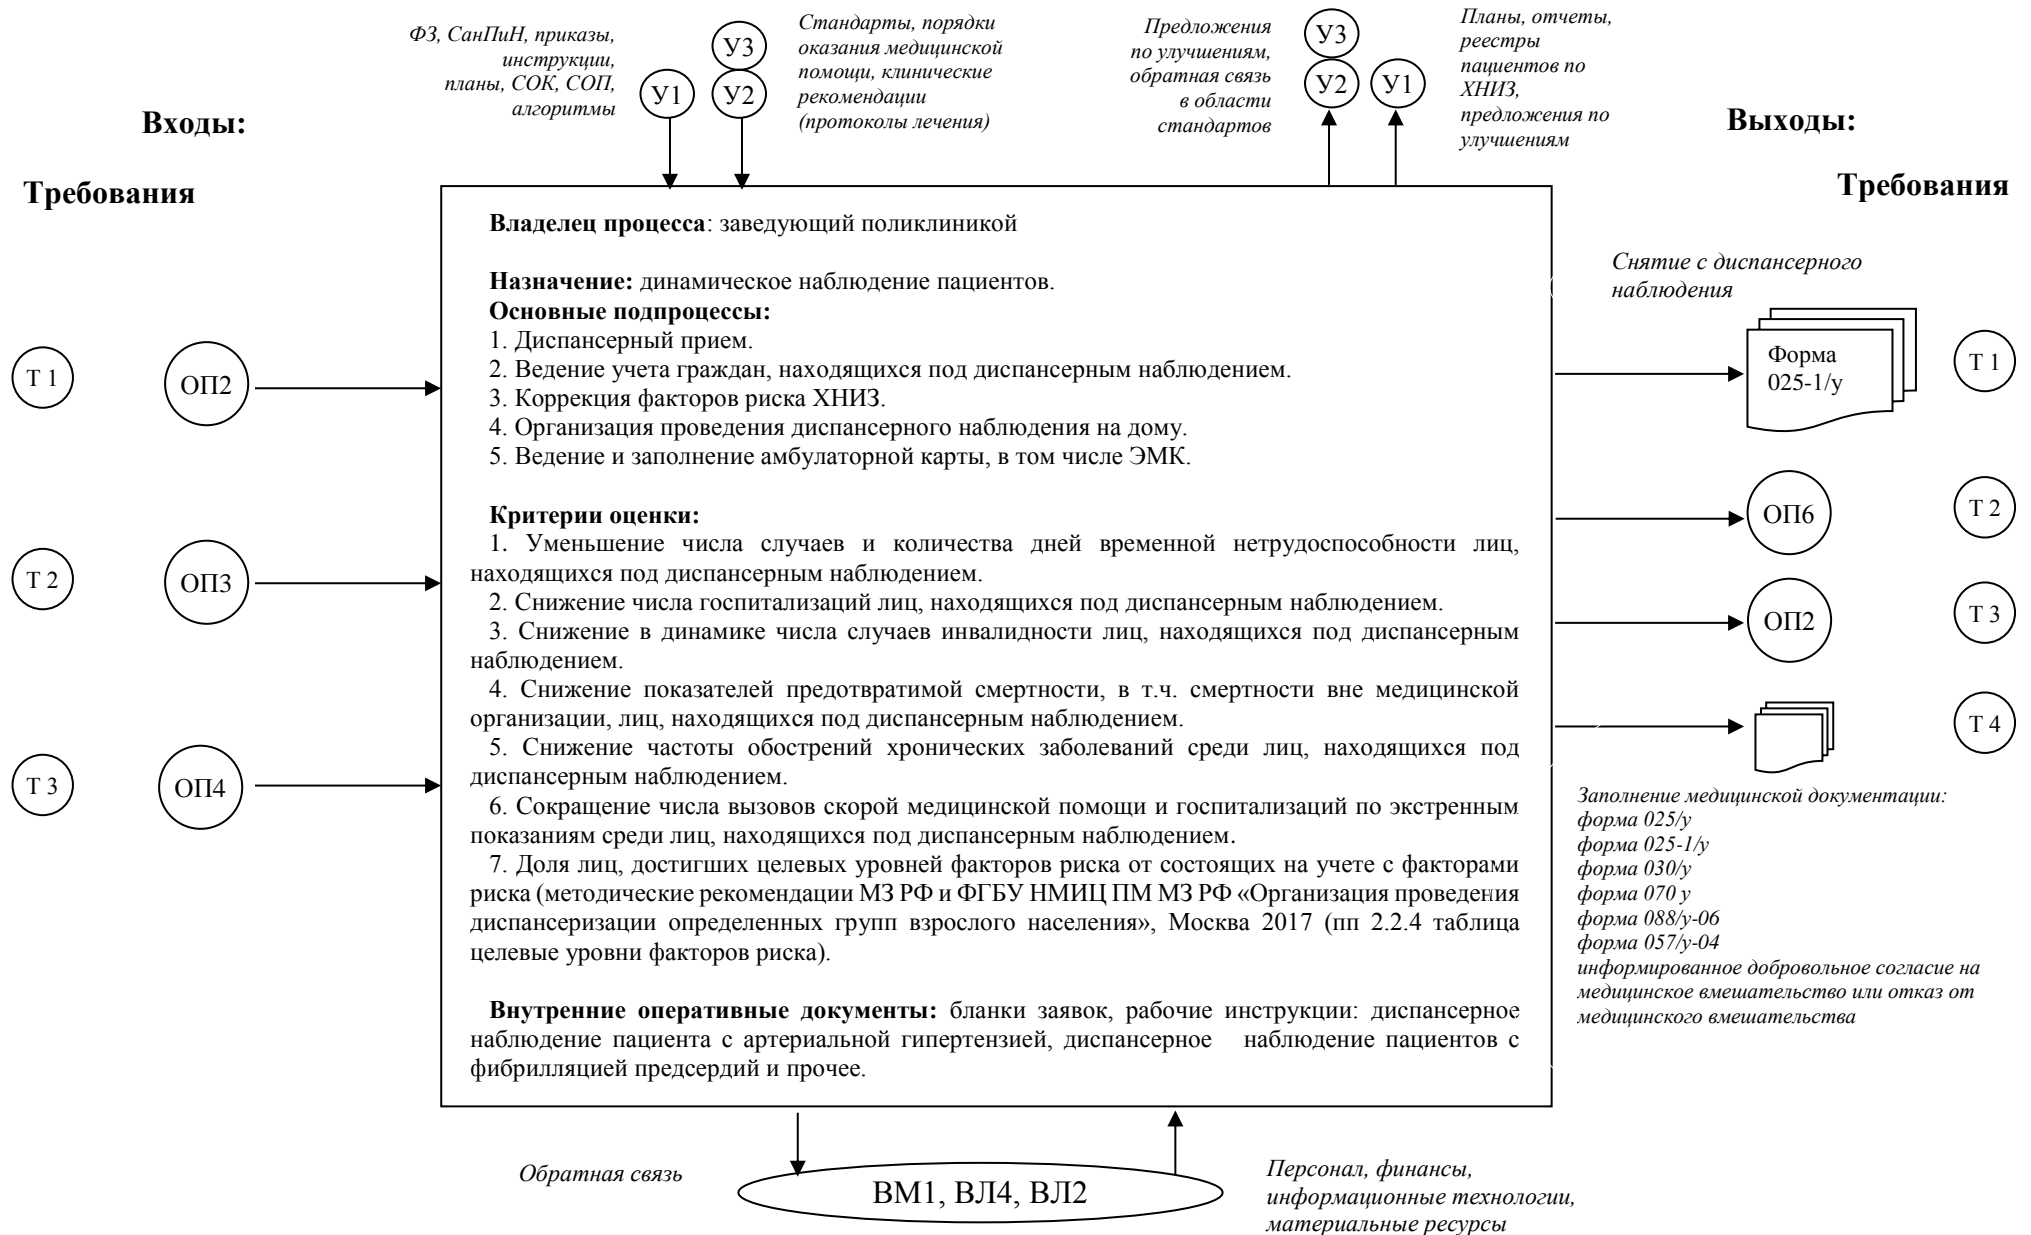 ФЗ, СанПиН, приказы,
инструкции,
планы, СОК, СОП,
алгоритмы
У1
У3
У2
Стандарты, порядки
оказания медицинской
помощи, клинические
рекомендации
(протоколы лечения)
Предложения
по улучшениям,
обратная связь
в области
стандартов
У3
У2
У1
Планы, отчеты,
реестры
пациентов по
ХНИЗ,
предложения по
улучшениям
Входы:
Выходы:
Требования
Требования
Т 1
ОП2
Т 2
ОП3
Т 3
ОП4
Владелец процесса: заведующий поликлиникой
Назначение: динамическое наблюдение пациентов.
Основные подпроцессы:
1. Диспансерный прием.
2. Ведение учета граждан, находящихся под диспансерным наблюдением.
3. Коррекция факторов риска ХНИЗ.
4. Организация проведения диспансерного наблюдения на дому.
5. Ведение и заполнение амбулаторной карты, в том числе ЭМК.
Критерии оценки:
1. Уменьшение числа случаев и количества дней временной нетрудоспособности лиц,
находящихся под диспансерным наблюдением.
2. Снижение числа госпитализаций лиц, находящихся под диспансерным наблюдением.
3. Снижение в динамике числа случаев инвалидности лиц, находящихся под диспансерным
наблюдением.
4. Снижение показателей предотвратимой смертности, в т.ч. смертности вне медицинской
организации, лиц, находящихся под диспансерным наблюдением.
5. Снижение частоты обострений хронических заболеваний среди лиц, находящихся под
диспансерным наблюдением.
6. Сокращение числа вызовов скорой медицинской помощи и госпитализаций по экстренным
показаниям среди лиц, находящихся под диспансерным наблюдением.
7. Доля лиц, достигших целевых уровней факторов риска от состоящих на учете с факторами
риска (методические рекомендации МЗ РФ и ФГБУ НМИЦ ПМ МЗ РФ «Организация проведения
диспансеризации определенных групп взрослого населения», Москва 2017 (пп 2.2.4 таблица
целевые уровни факторов риска).
Внутренние оперативные документы: бланки заявок, рабочие инструкции: диспансерное
наблюдение пациента с артериальной гипертензией, диспансерное наблюдение пациентов с
фибрилляцией предсердий и прочее.
Снятие с диспансерного
наблюдения
Форма
025-1/у
Т 1
ОП6
Т 2
ОП2
Т 3
Т 4
Заполнение медицинской документации:
форма 025/у
форма 025-1/у
форма 030/у
форма 070 у
форма 088/у-06
форма 057/у-04
информированное добровольное согласие на
медицинское вмешательство или отказ от
медицинского вмешательства
Обратная связь
ВМ1, ВЛ4, ВЛ2
Персонал, финансы,
информационные технологии,
материальные ресурсы